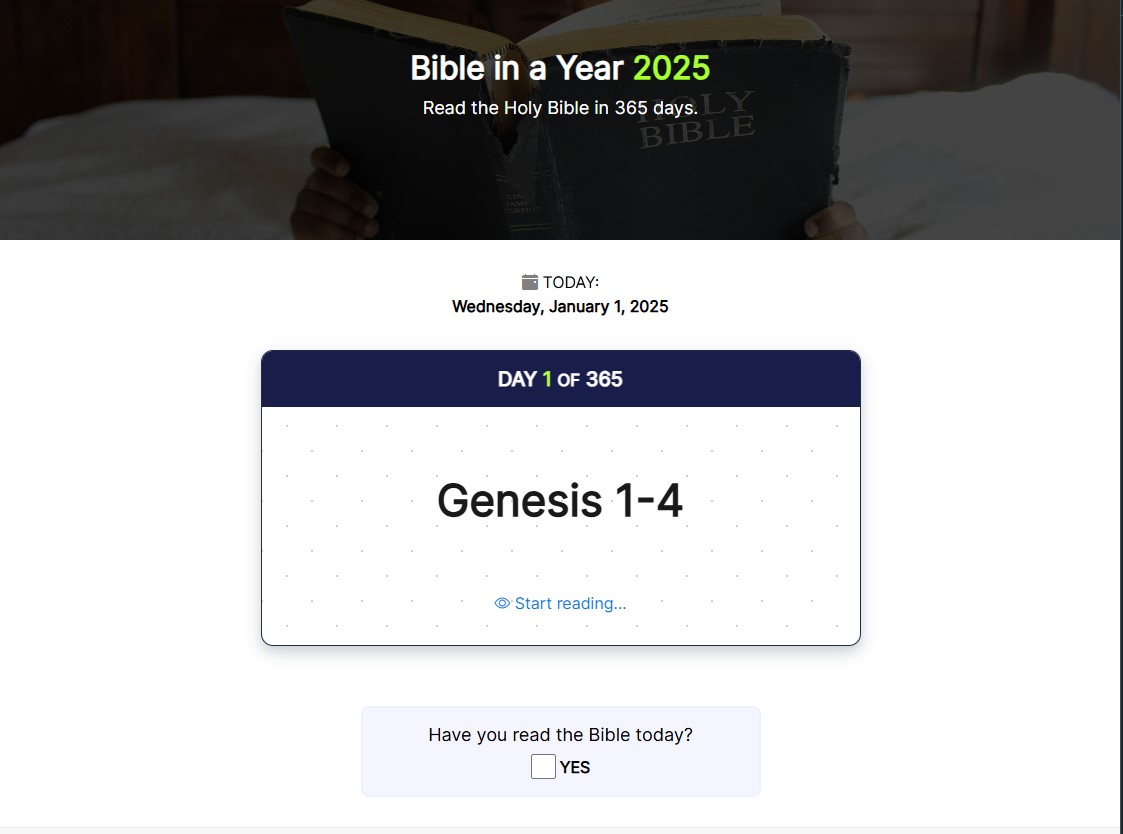 Bible in a Year 2025
Read the Holy Bible in 365 days.
HOLY
BIBLE
TODAY:
Wednesday, January 1, 2025
DAY 1 OF 365
Genesis 1-4
Start reading...
Have you read the Bible today?
YES